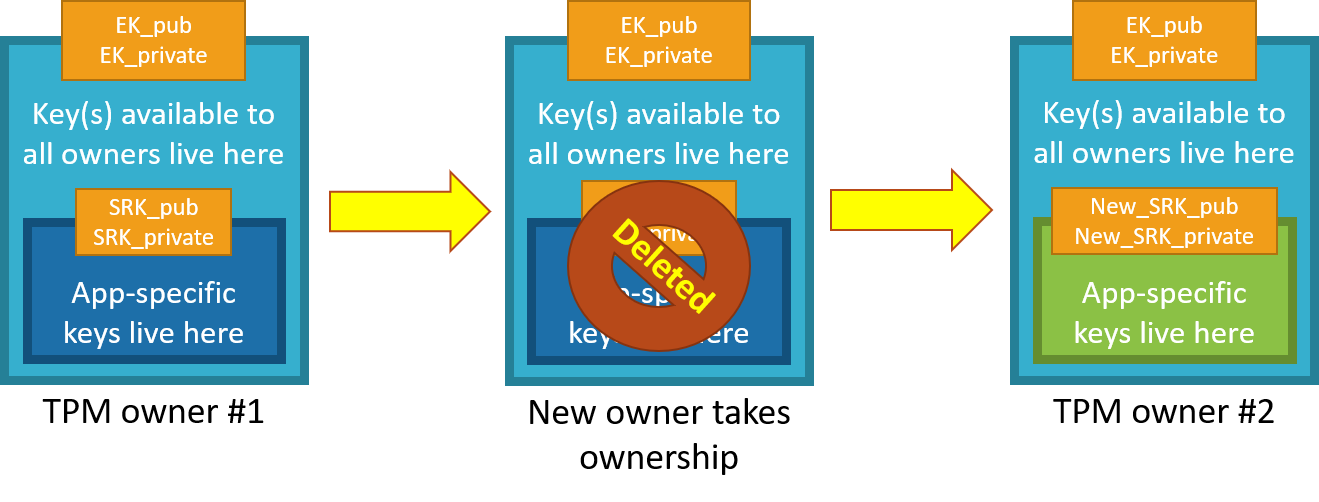 EK_pub
EK_private
Key(s) available to
all owners live here
SRK_pub
SRK_private
App-specific
keys live here
TPM owner #1
EK_pub
EK_private
Key(s) available to
all owners live here
Deleted
New owner takes
ownership
EK_pub
EK_private
Key(s) available to
all owners live here
New_SRK_pub
New_SRK_private
App-specific
keys live here
TPM owner #2